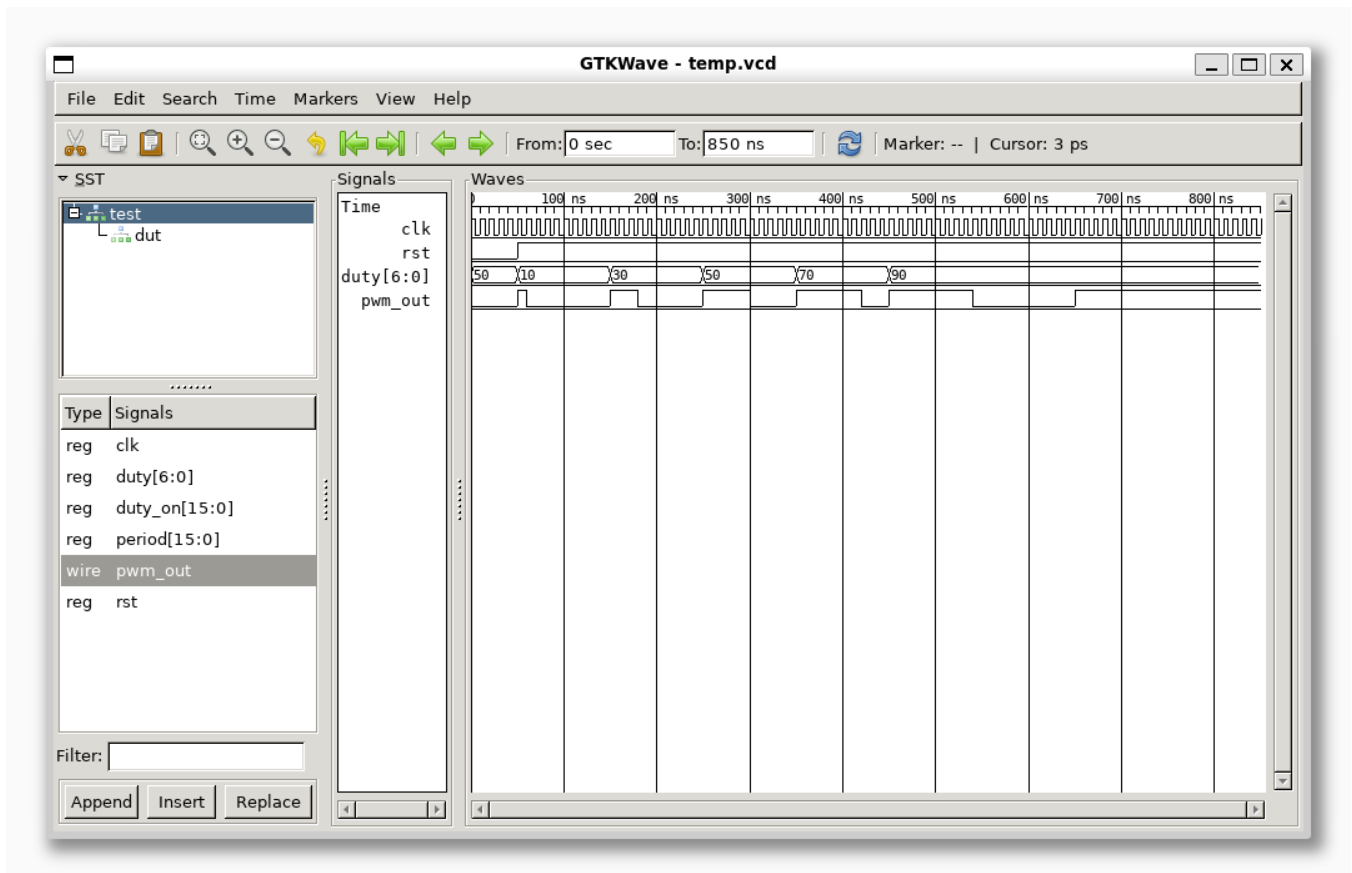 GTKWave - temp.vcd
File Edit Search Time Markers View Help
From: 0 sec To: 850 ns Marker: -- | Cursor: 3 ps
SST
test
dut
Type Signals
reg clk
reg duty[6:0]
reg duty_on[15:0]
reg period[15:0]
wire pwm_out
reg rst
Filter:
Append Insert Replace
Signals
Time
clk
rst
duty[6:0]
pwm_out
Waves
100 ns 200 ns 300 ns 400 ns 500 ns 600 ns 700 ns 800 ns
50 10 30 50 70 90